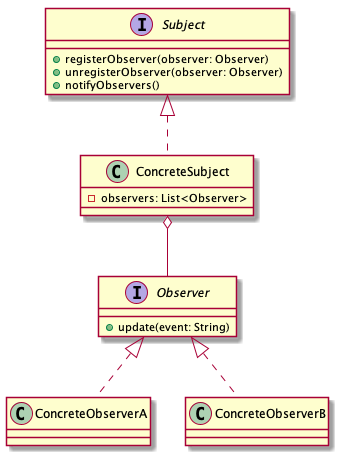 I Subject
registerObserver(observer: Observer)
unregisterObserver(observer: Observer)
notifyObservers()
C ConcreteSubject
observers: List<Observer>
I Observer
update(event: String)
C ConcreteObserverA
C ConcreteObserverB